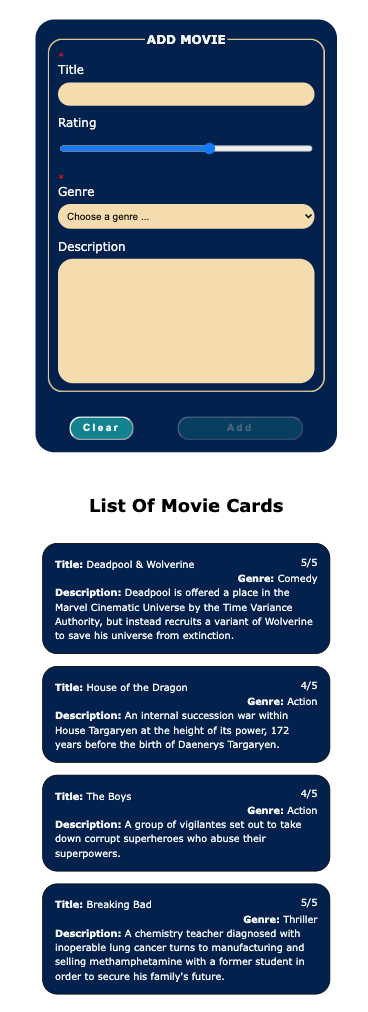 ADD MOVIE
*
Title
Rating
*
Genre
Choose a genre ...
Description
Clear
Add
List Of Movie Cards
Title: Deadpool & Wolverine 5/5
Genre: Comedy
Description: Deadpool is offered a place in the
Marvel Cinematic Universe by the Time Variance
Authority, but instead recruits a variant of Wolverine
to save his universe from extinction.
Title: House of the Dragon 4/5
Genre: Action
Description: An internal succession war within
House Targaryen at the height of its power, 172
years before the birth of Daenerys Targaryen.
Title: The Boys 4/5
Genre: Action
Description: A group of vigilantes set out to take
down corrupt superheroes who abuse their
superpowers.
Title: Breaking Bad 5/5
Genre: Thriller
Description: A chemistry teacher diagnosed with
inoperable lung cancer turns to manufacturing and
selling methamphetamine with a former student in
order to secure his family's future.